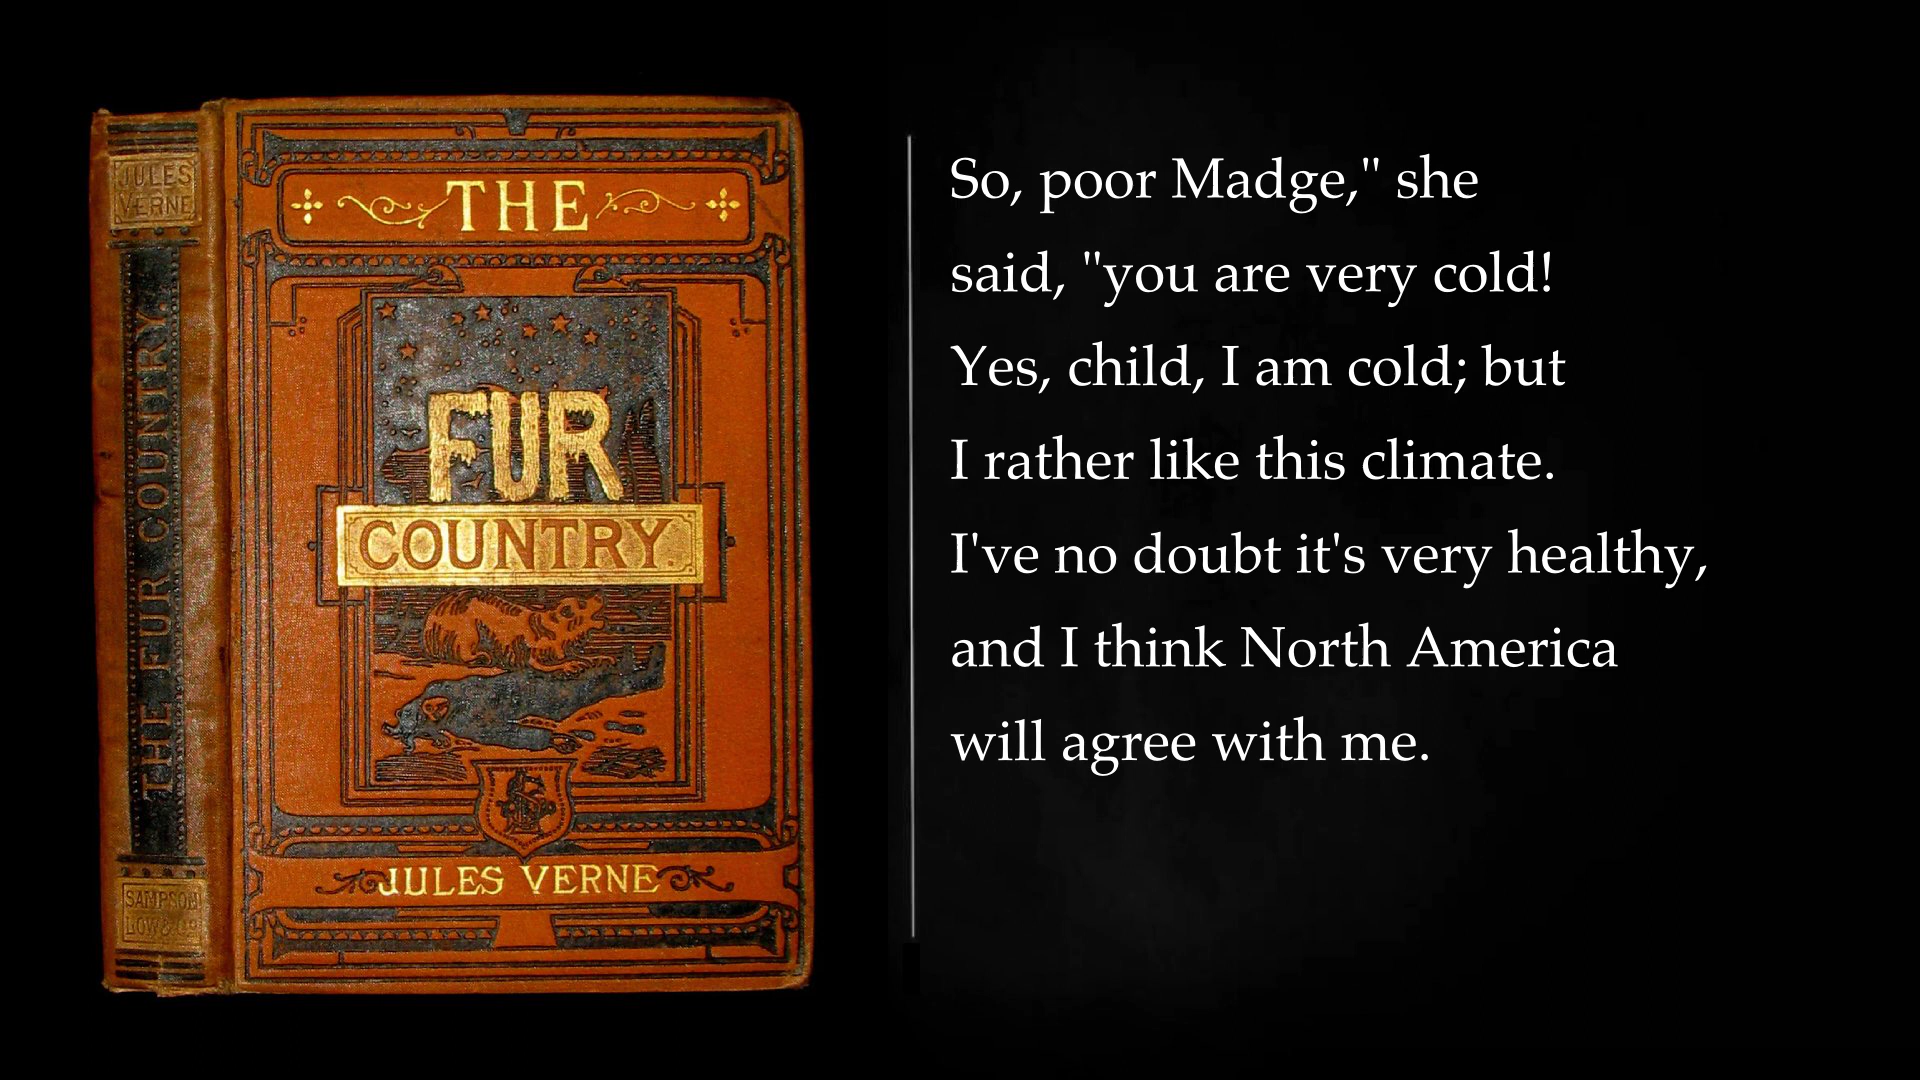 JULES
VERNE
THE FUR COUNTRY.
SAMPSON
LOW & Co
THE
FUR
COUNTRY.
JULES VERNE
So, poor Madge," she
said, "you are very cold!
Yes, child, I am cold; but
I rather like this climate.
I've no doubt it's very healthy,
and I think North America
will agree with me.